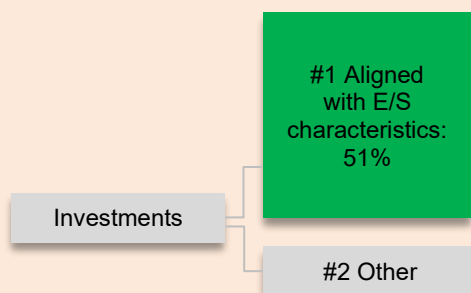 #1 Aligned
with E/S
characteristics:
51%
Investments
#2 Other